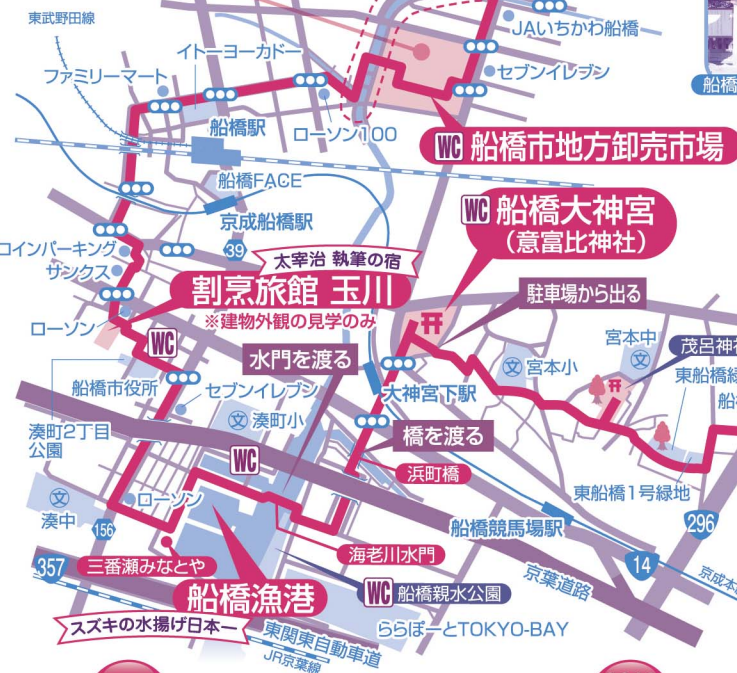 東武野田線
イトーヨーカドー
JAいちかわ船橋
ファミリーマート
セブンイレブン
船橋
船橋駅
ローソン100
WC 船橋市地方卸売市場
船橋FACE
京成船橋駅
WC 船橋大神宮
(意富比神社)
コインパーキング
サンクス
39
太宰治 執筆の宿
割烹旅館 玉川
※建物外観の見学のみ
駐車場から出る
ローソン
WC
水門を渡る
宮本中
文
茂呂神社
文 宮本小
東船橋緑
船橋市役所
セブンイレブン
大神宮下駅
船
湊町2丁目
公園
文 湊町小
橋を渡る
WC
浜町橋
文
湊中
ローソン
東船橋1号緑地
156
船橋競馬場駅
296
357
三番瀬みなとや
海老川水門
14
京成本
船橋漁港
WC 船橋親水公園
京葉道路
スズキの水揚げ日本一
東関東自動車道
ららぽーとTOKYO-BAY
JR京葉線